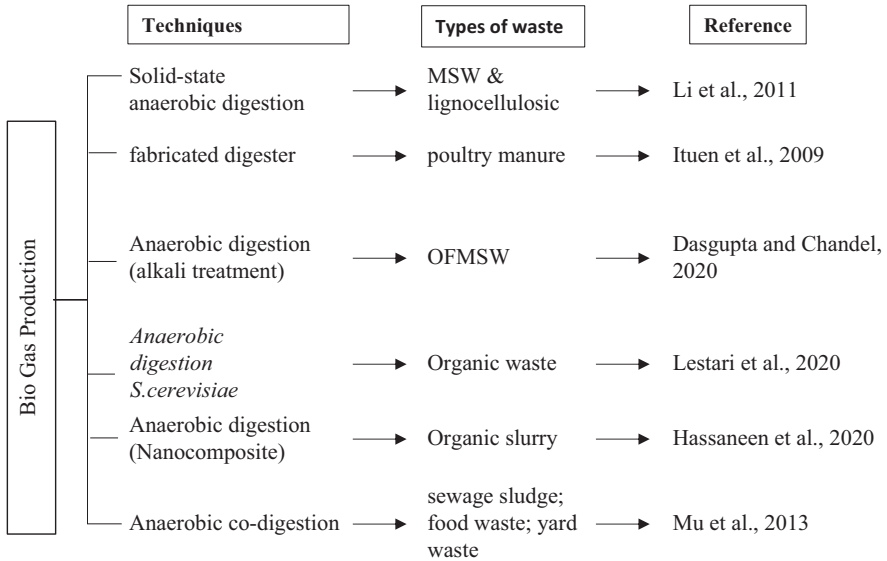 Techniques
Types of waste
Reference
Bio Gas Production
Solid-state
anaerobic digestion
MSW &
lignocellulosic
Li et al., 2011
fabricated digester
poultry manure
Ituen et al., 2009
Anaerobic digestion
(alkali treatment)
OFMSW
Dasgupta and Chandel,
2020
Anaerobic
digestion
S.cerevisiae
Organic waste
Lestari et al., 2020
Anaerobic digestion
(Nanocomposite)
Organic slurry
Hassaneen et al., 2020
Anaerobic co-digestion
sewage sludge;
food waste; yard
waste
Mu et al., 2013